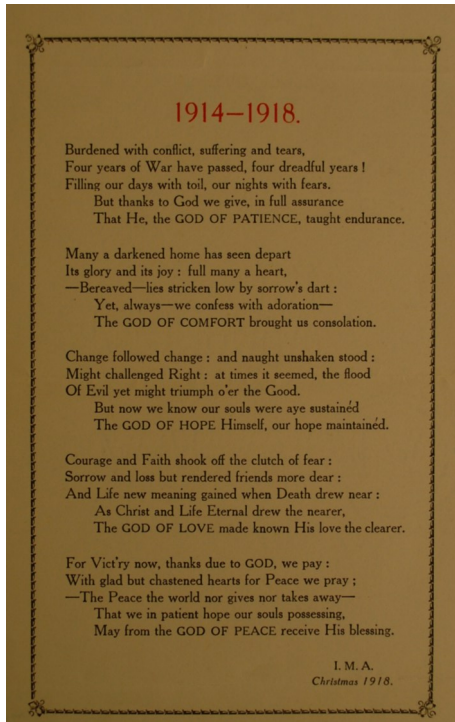 1914—1918.
Burdened with conflict, suffering and tears,
Four years of War have passed, four dreadful years !
Filling our days with toil, our nights with fears.
But thanks to God we give, in full assurance
That He, the GOD OF PATIENCE, taught endurance.
Many a darkened home has seen depart
Its glory and its joy : full many a heart,
—Bereaved—lies stricken low by sorrow's dart :
Yet, always—we confess with adoration—
The GOD OF COMFORT brought us consolation.
Change followed change : and naught unshaken stood :
Might challenged Right : at times it seemed, the flood
Of Evil yet might triumph o'er the Good.
But now we know our souls were aye sustainéd
The GOD OF HOPE Himself, our hope maintainéd.
Courage and Faith shook off the clutch of fear :
Sorrow and loss but rendered friends more dear :
And Life new meaning gained when Death drew near :
As Christ and Life Eternal drew the nearer,
The GOD OF LOVE made known His love the clearer.
For Vict'ry now, thanks due to GOD, we pay :
With glad but chastened hearts for Peace we pray ;
—The Peace the world nor gives nor takes away—
That we in patient hope our souls possessing,
May from the GOD OF PEACE receive His blessing.
I. M. A.
Christmas 1918.